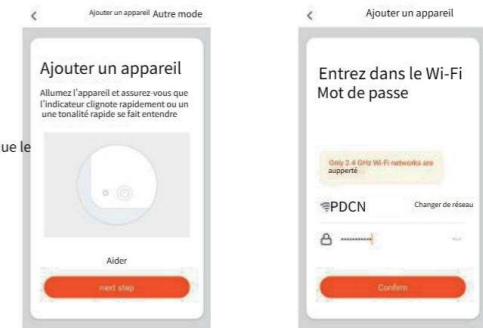 Ajouter un appareil Autre mode
Ajouter un appareil
Allumez l'appareil et assurez-vous que
l'indicateur clignote rapidement ou un
une tonalité rapide se fait entendre
ue le
Aider
next step
Ajouter un appareil
Entrez dans le Wi-Fi
Mot de passe
Only 2.4 GHz Wi-Fi networks are
aupperté
PDCN Changer de réseau
Confirm